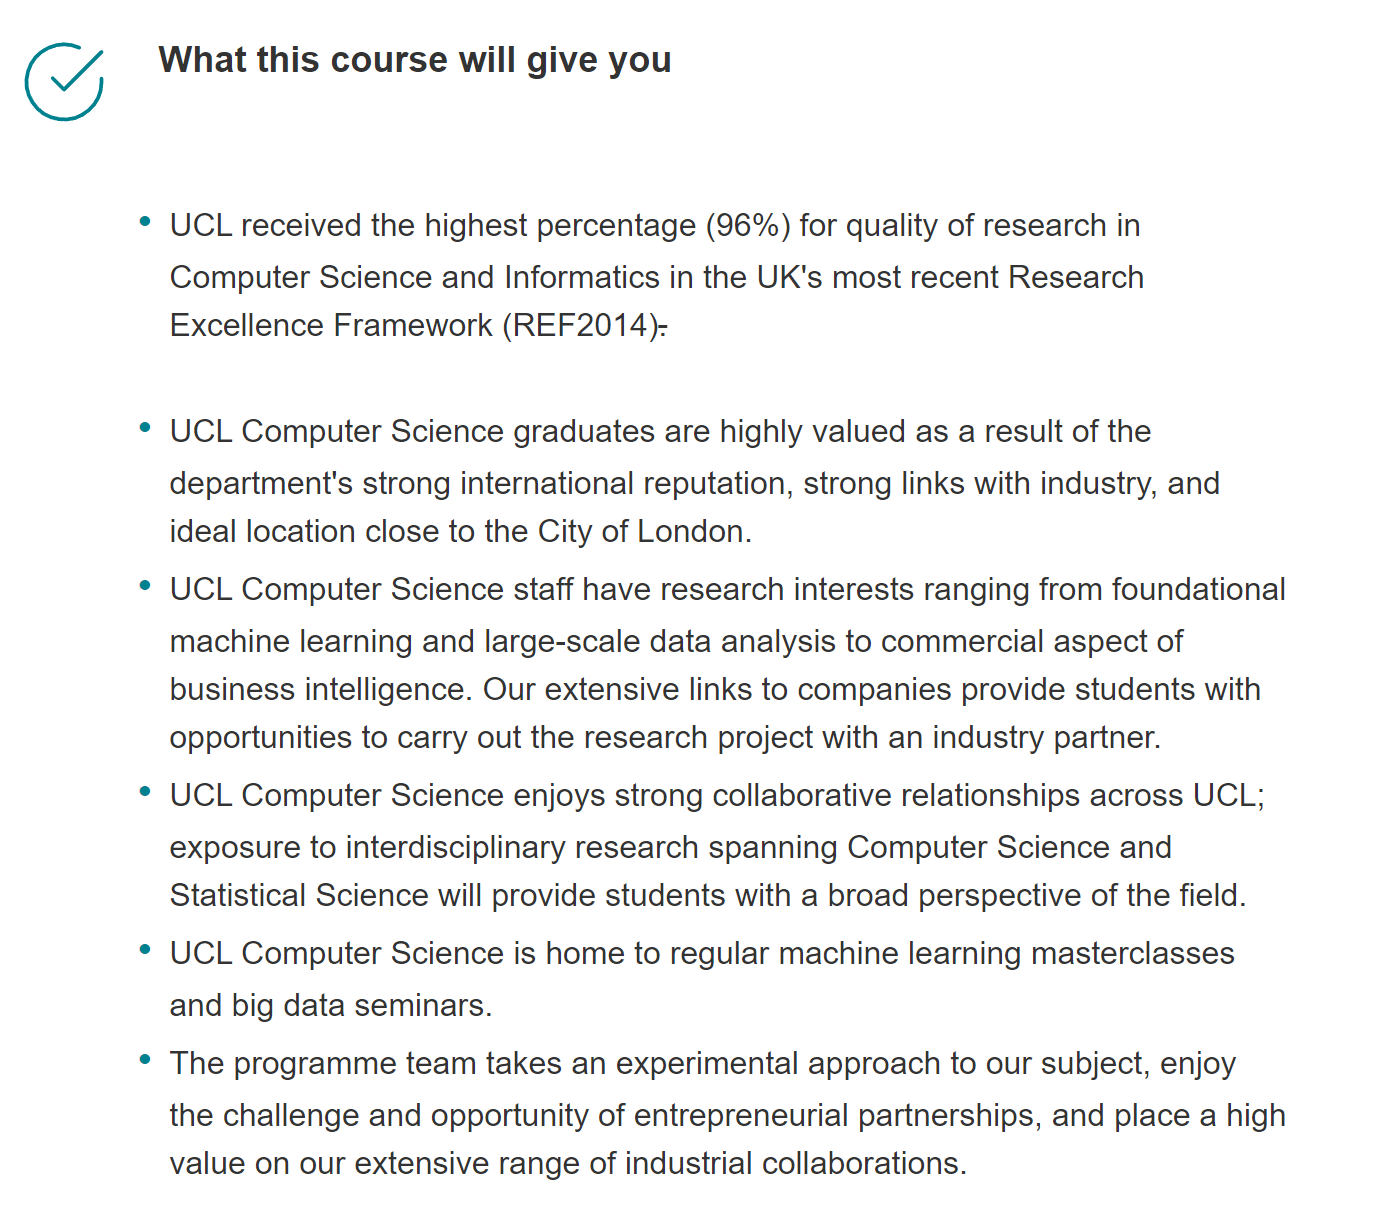 What this course will give you
UCL received the highest percentage (96%) for quality of research in
Computer Science and Informatics in the UK's most recent Research
Excellence Framework (REF2014).
UCL Computer Science graduates are highly valued as a result of the
department's strong international reputation, strong links with industry, and
ideal location close to the City of London.
UCL Computer Science staff have research interests ranging from foundational
machine learning and large-scale data analysis to commercial aspect of
business intelligence. Our extensive links to companies provide students with
opportunities to carry out the research project with an industry partner.
UCL Computer Science enjoys strong collaborative relationships across UCL;
exposure to interdisciplinary research spanning Computer Science and
Statistical Science will provide students with a broad perspective of the field.
UCL Computer Science is home to regular machine learning masterclasses
and big data seminars.
The programme team takes an experimental approach to our subject, enjoy
the challenge and opportunity of entrepreneurial partnerships, and place a high
value on our extensive range of industrial collaborations.